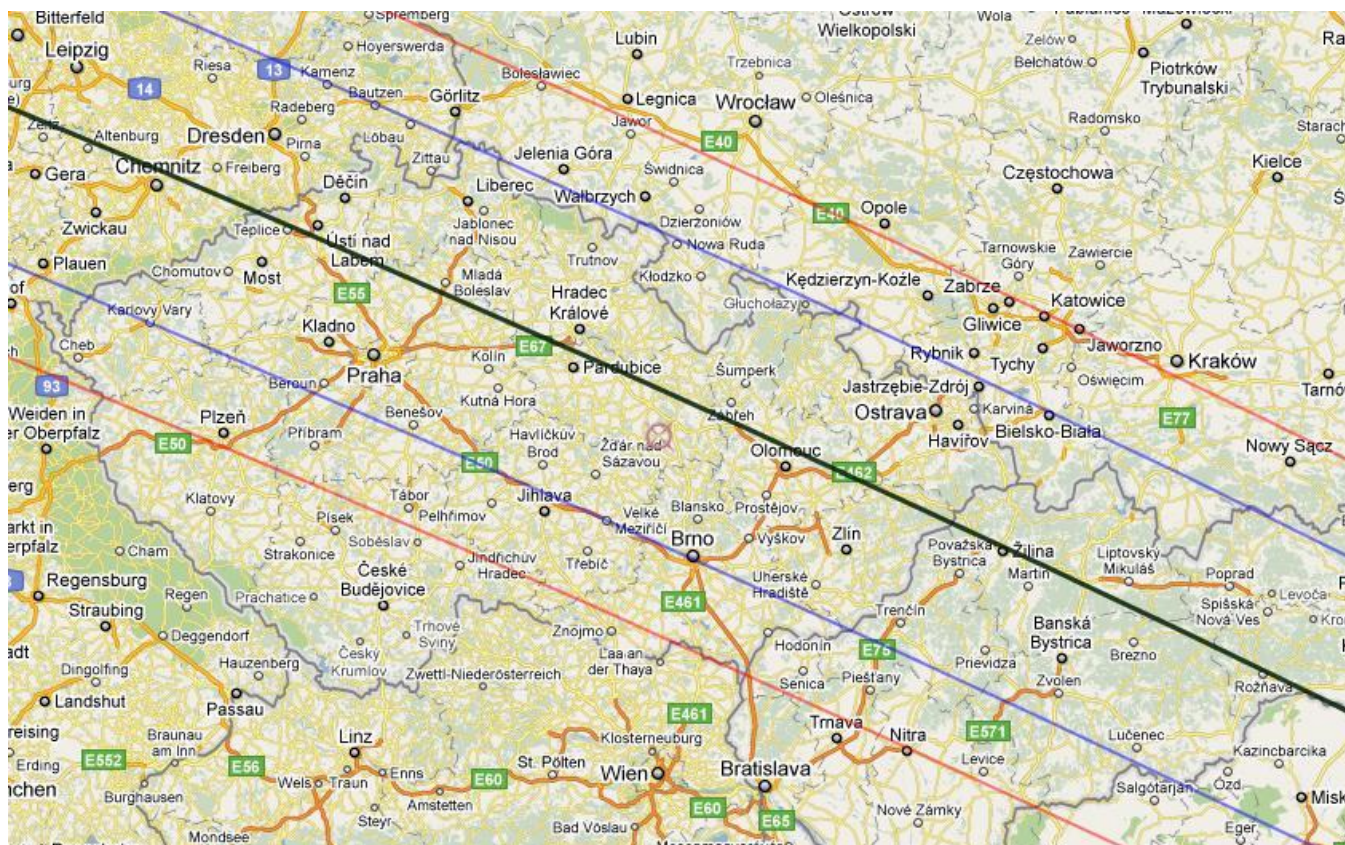 Bitterfeld
Leipzig
Riesa
Hoyerswerda
Spremberg
13
14
Kamenz
Bautzen
Görlitz
Bolesławiec
Lubin
Legnica
Trzebnica
Wielkopolski
Wola
Zelów
Bełchatów
Piotrków
Trybunalski
Altenburg
Dresden
Radeberg
Pirna
Löbau
Zittau
Jawor
Wrocław
Oleśnica
Radomsko
E40
Gera
Chemnitz
Freiberg
Děčín
Liberec
Jelenia Góra
Świdnica
Wałbrzych
Częstochowa
Kielce
Zwickau
Teplice
Ústí nad
Labem
Jablonec
nad Nisou
Dzierżoniów
Nowa Ruda
E40
Opole
Tarnowskie
Góry
Zawiercie
Plauen
Chomutov
Most
Mladá
Boleslav
Trutnov
Kłodzko
Głuchołazy
Kędzierzyn-Koźle
Zabrze
Katowice
Karlovy Vary
E55
Hradec
Králové
Gliwice
Jaworzno
Cheb
Kladno
Praha
E67
Kolín
Pardubice
Šumperk
Rybnik
Tychy
Kraków
93
Beroun
Kutná Hora
Jastrzębie-Zdrój
Oświęcim
Weiden in
Plzeň
Benešov
Zábřeh
Ostrava
Karviná
E77
E50
Příbram
Havlíčkův
Brod
Žďár nad
Sázavou
Havířov
Bielsko-Biała
Nowy Sącz
E50
Olomouc
E462
Klatovy
Tábor
Pelhřimov
Jihlava
Blansko
Prostějov
Písek
Velké
Meziříčí
Brno
Vyškov
Zlín
Cham
Strakonice
Soběslav
Jindřichův
Hradec
Třebíč
Považská
Bystrica
Žilina
Liptovský
Mikuláš
Regensburg
České
Budějovice
Uherské
Hradiště
Martin
Poprad
Levoča
Straubing
Regen
Prachatice
E461
Trenčín
Spišská
Nová Ves
Deggendorf
Trhové
Sviny
Znojmo
Hodonín
E75
Banská
Bystrica
Brezno
Dingolfing
Hauzenberg
Český
Krumlov
Zwettl-Niederösterreich
Laa an
der Thaya
Senica
Piešťany
Prievidza
Zvolen
Rožňava
Landshut
Passau
E461
Trnava
Nitra
E571
Lučenec
Kazincbarcika
Braunau
am Inn
Linz
Klosterneuburg
Erding
E552
E56
Wels
Traun
Enns
E60
St. Pölten
Wien
Bratislava
Levice
Ózd
Burghausen
Amstetten
Steyr
E60
E65
Nové Zámky
Salgótarján
Mondsee
Bad Vöslau
Eger